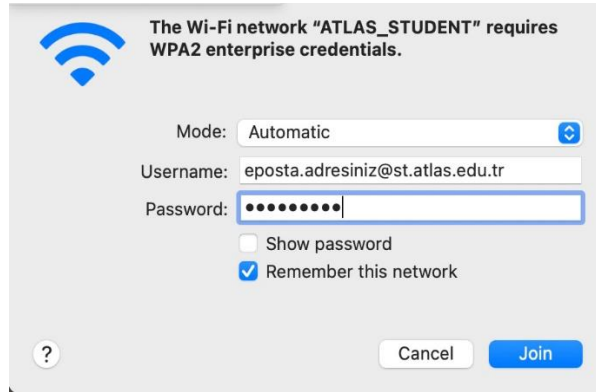 The Wi-Fi network “ATLAS_STUDENT” requires
WPA2 enterprise credentials.
Mode: Automatic
Username: eposta.adresiniz@st.atlas.edu.tr
Password: •••••••••
Show password
Remember this network
? Cancel Join